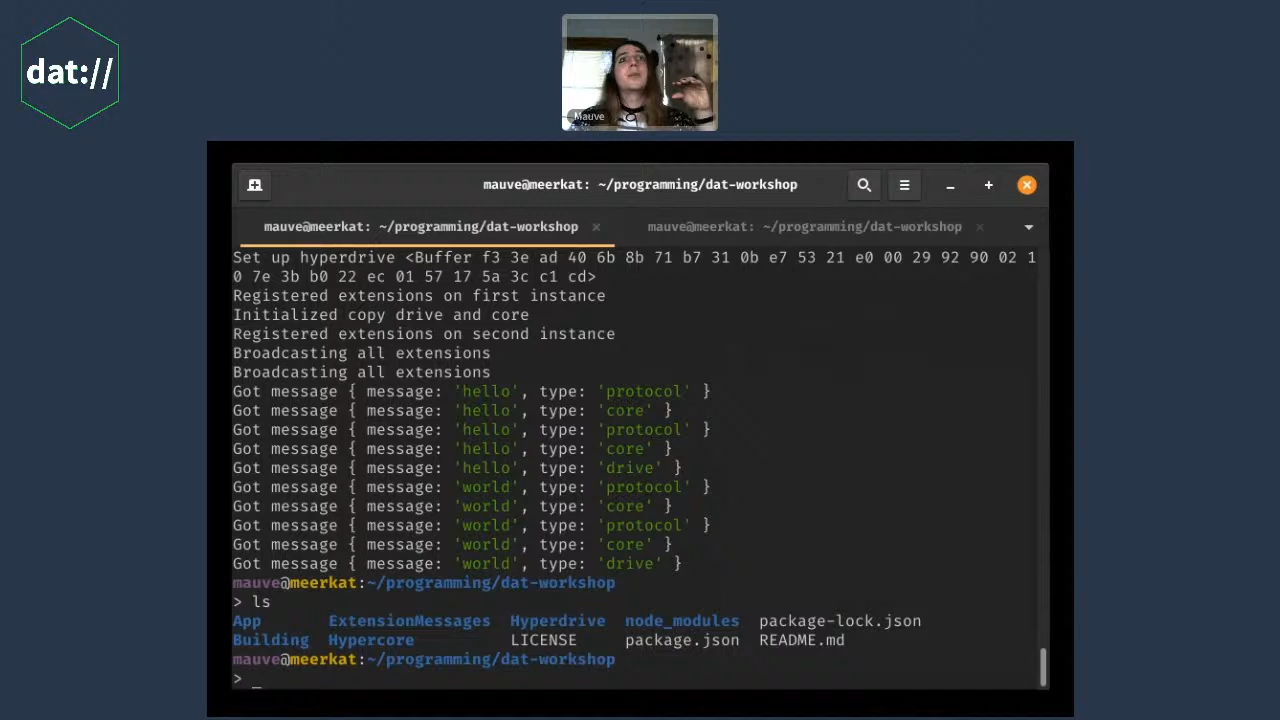 dat://
Mauve
mauve@meerkat: ~/programming/dat-workshop
mauve@meerkat: ~/programming/dat-workshop × mauve@meerkat: ~/programming/dat-workshop ×
Set up hyperdrive <Buffer f3 3e ad 40 6b 8b 71 b7 31 0b e7 53 21 e0 00 29 92 90 02 1
0 7e 3b b0 22 ec 01 57 17 5a 3c c1 cd>
Registered extensions on first instance
Initialized copy drive and core
Registered extensions on second instance
Broadcasting all extensions
Broadcasting all extensions
Got message { message: 'hello', type: 'protocol' }
Got message { message: 'hello', type: 'core' }
Got message { message: 'hello', type: 'protocol' }
Got message { message: 'hello', type: 'core' }
Got message { message: 'hello', type: 'drive' }
Got message { message: 'world', type: 'protocol' }
Got message { message: 'world', type: 'core' }
Got message { message: 'world', type: 'protocol' }
Got message { message: 'world', type: 'core' }
Got message { message: 'world', type: 'drive' }
mauve@meerkat:~/programming/dat-workshop
> ls
App ExtensionMessages Hyperdrive node_modules package-lock.json
Building Hypercore LICENSE package.json README.md
mauve@meerkat:~/programming/dat-workshop
> _